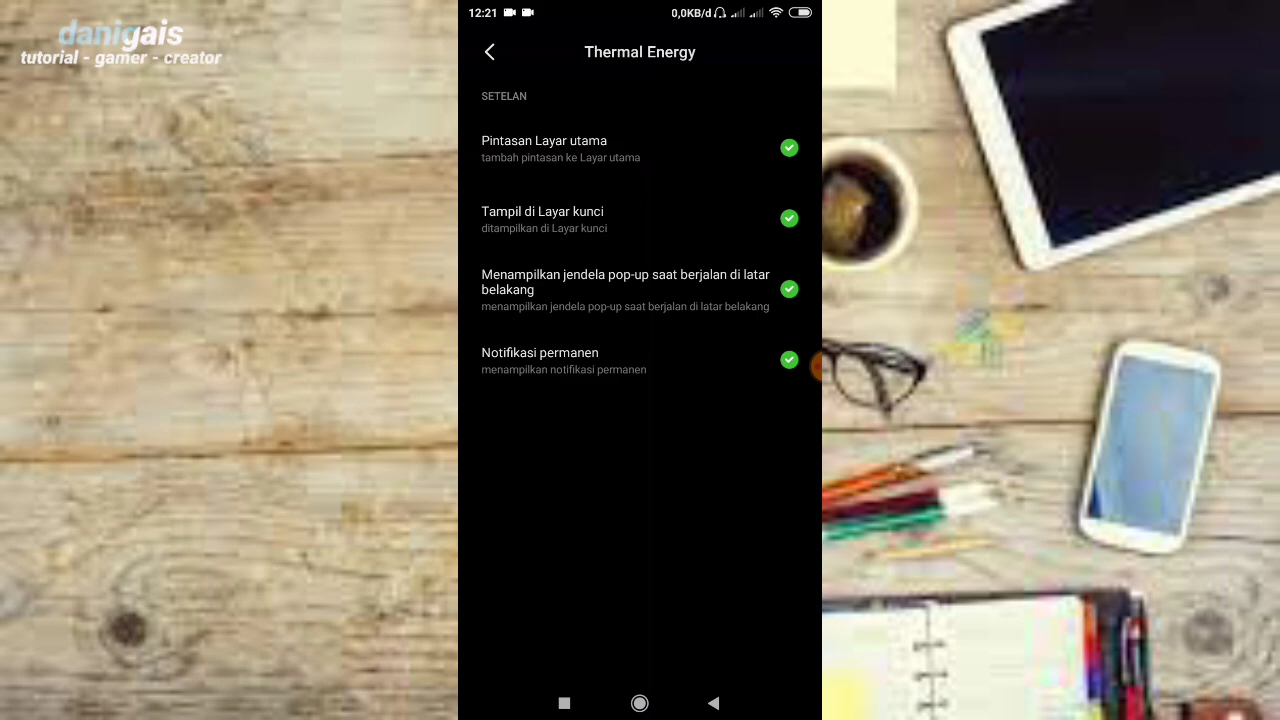 danigais
tutorial - gamer - creator
12:21
0,0KB/d
Thermal Energy
SETELAN
Pintasan Layar utama
tambah pintasan ke Layar utama
Tampil di Layar kunci
ditampilkan di Layar kunci
Menampilkan jendela pop-up saat berjalan di latar
belakang
menampilkan jendela pop-up saat berjalan di latar belakang
Notifikasi permanen
menampilkan notifikasi permanen